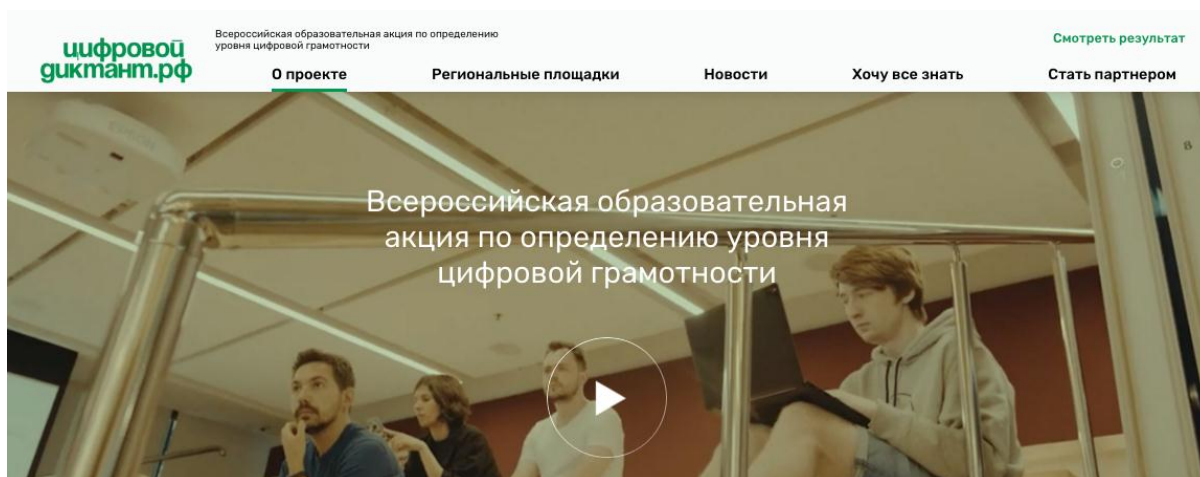 цифровой
диктант.рф
Всероссийская образовательная акция по определению
уровня цифровой грамотности
Смотреть результат
О проекте
Региональные площадки
Новости
Хочу все знать
Стать партнером
Всероссийская образовательная
акция по определению уровня
цифровой грамотности